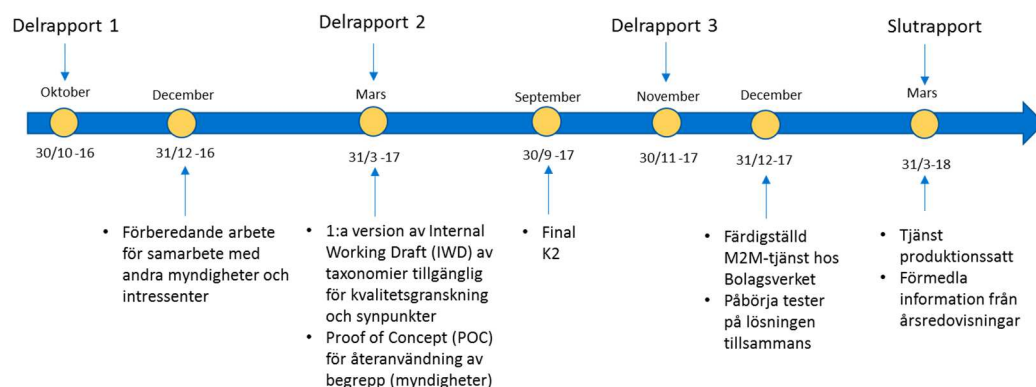 Delrapport 1
Delrapport 2
Delrapport 3
Slutrapport
Oktober
December
Mars
September
November
December
Mars
30/10 -16
31/12 -16
31/3 -17
30/9 -17
30/11 -17
31/12-17
31/3-18
• Förberedande arbete
för samarbete med
andra myndigheter och
intressenter
• 1:a version av Internal
Working Draft (IWD) av
taxonomier tillgänglig
för kvalitetsgranskning
och synpunkter
• Proof of Concept (POC)
för återanvändning av
begrepp (myndigheter)
• Final
K2
• Färdigställd
M2M-tjänst hos
Bolagsverket
• Påbörja tester
på lösningen
tillsammans
• Tjänst
produktionssatt
• Förmedla
information från
årsredovisningar